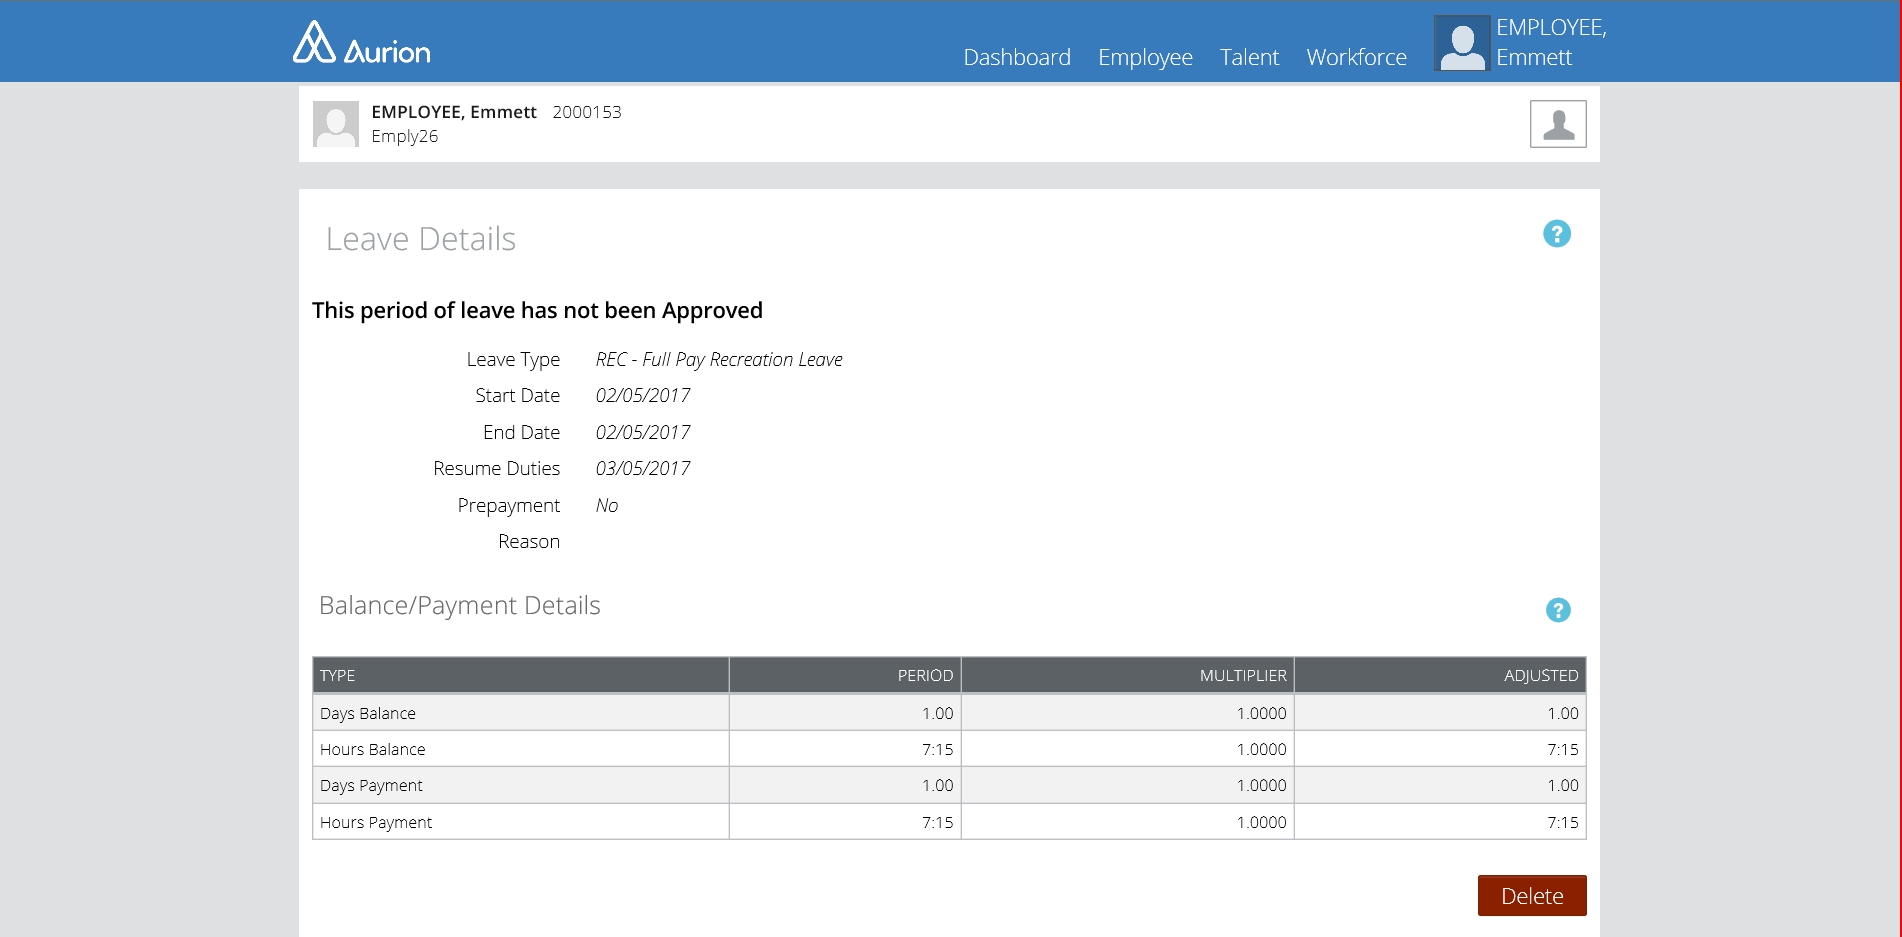 Aurion
Dashboard Employee Talent Workforce
EMPLOYEE,
Emmett
EMPLOYEE, Emmett 2000153
Emply26
Leave Details
?
This period of leave has not been Approved
Leave Type REC - Full Pay Recreation Leave
Start Date 02/05/2017
End Date 02/05/2017
Resume Duties 03/05/2017
Prepayment No
Reason
Balance/Payment Details
?
TYPE PERIOD MULTIPLIER ADJUSTED
Days Balance 1.00 1.0000 1.00
Hours Balance 7:15 1.0000 7:15
Days Payment 1.00 1.0000 1.00
Hours Payment 7:15 1.0000 7:15
Delete